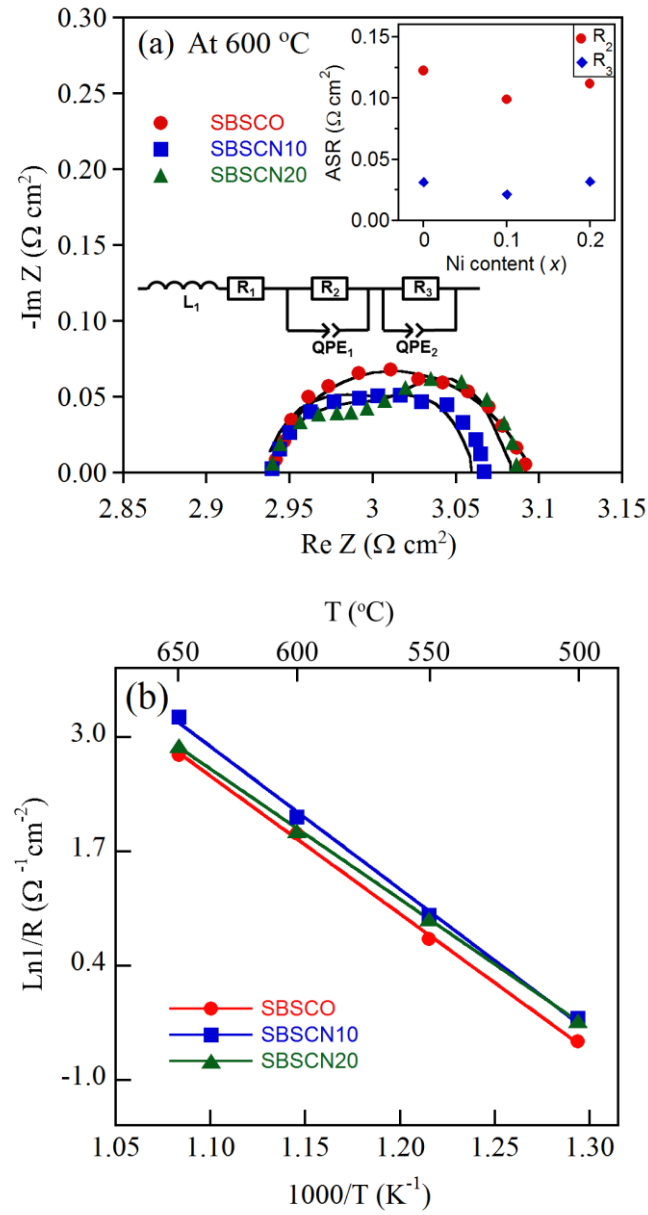 (a) At 600 °C
0.30
0.25
0.20
0.15
0.10
0.05
0.00
-Im Z (Ω cm²)
SBSCO
SBSCN10
SBSCN20
0.15
0.10
0.05
0.00
ASR (Ω cm²)
R₂
R₃
0
0.1
0.2
Ni content (x)
L₁
R₁
R₂
R₃
QPE₁
QPE₂
2.85
2.9
2.95
3
3.05
3.1
3.15
Re Z (Ω cm²)
T (°C)
650
600
550
500
(b)
3.0
1.7
0.4
-1.0
Ln1/R (Ω⁻¹cm⁻²)
SBSCO
SBSCN10
SBSCN20
1.05
1.10
1.15
1.20
1.25
1.30
1000/T (K⁻¹)